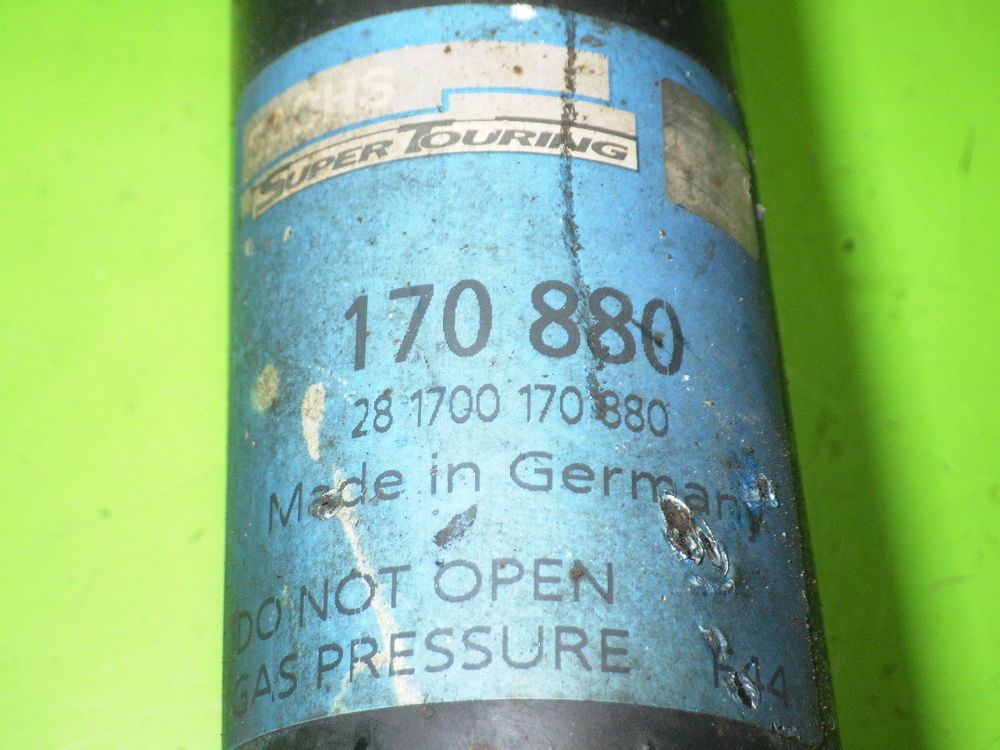 SACHS
SUPER TOURING
170 880
28 1700 170 880
Made in Germany
DO NOT OPEN
GAS PRESSURE